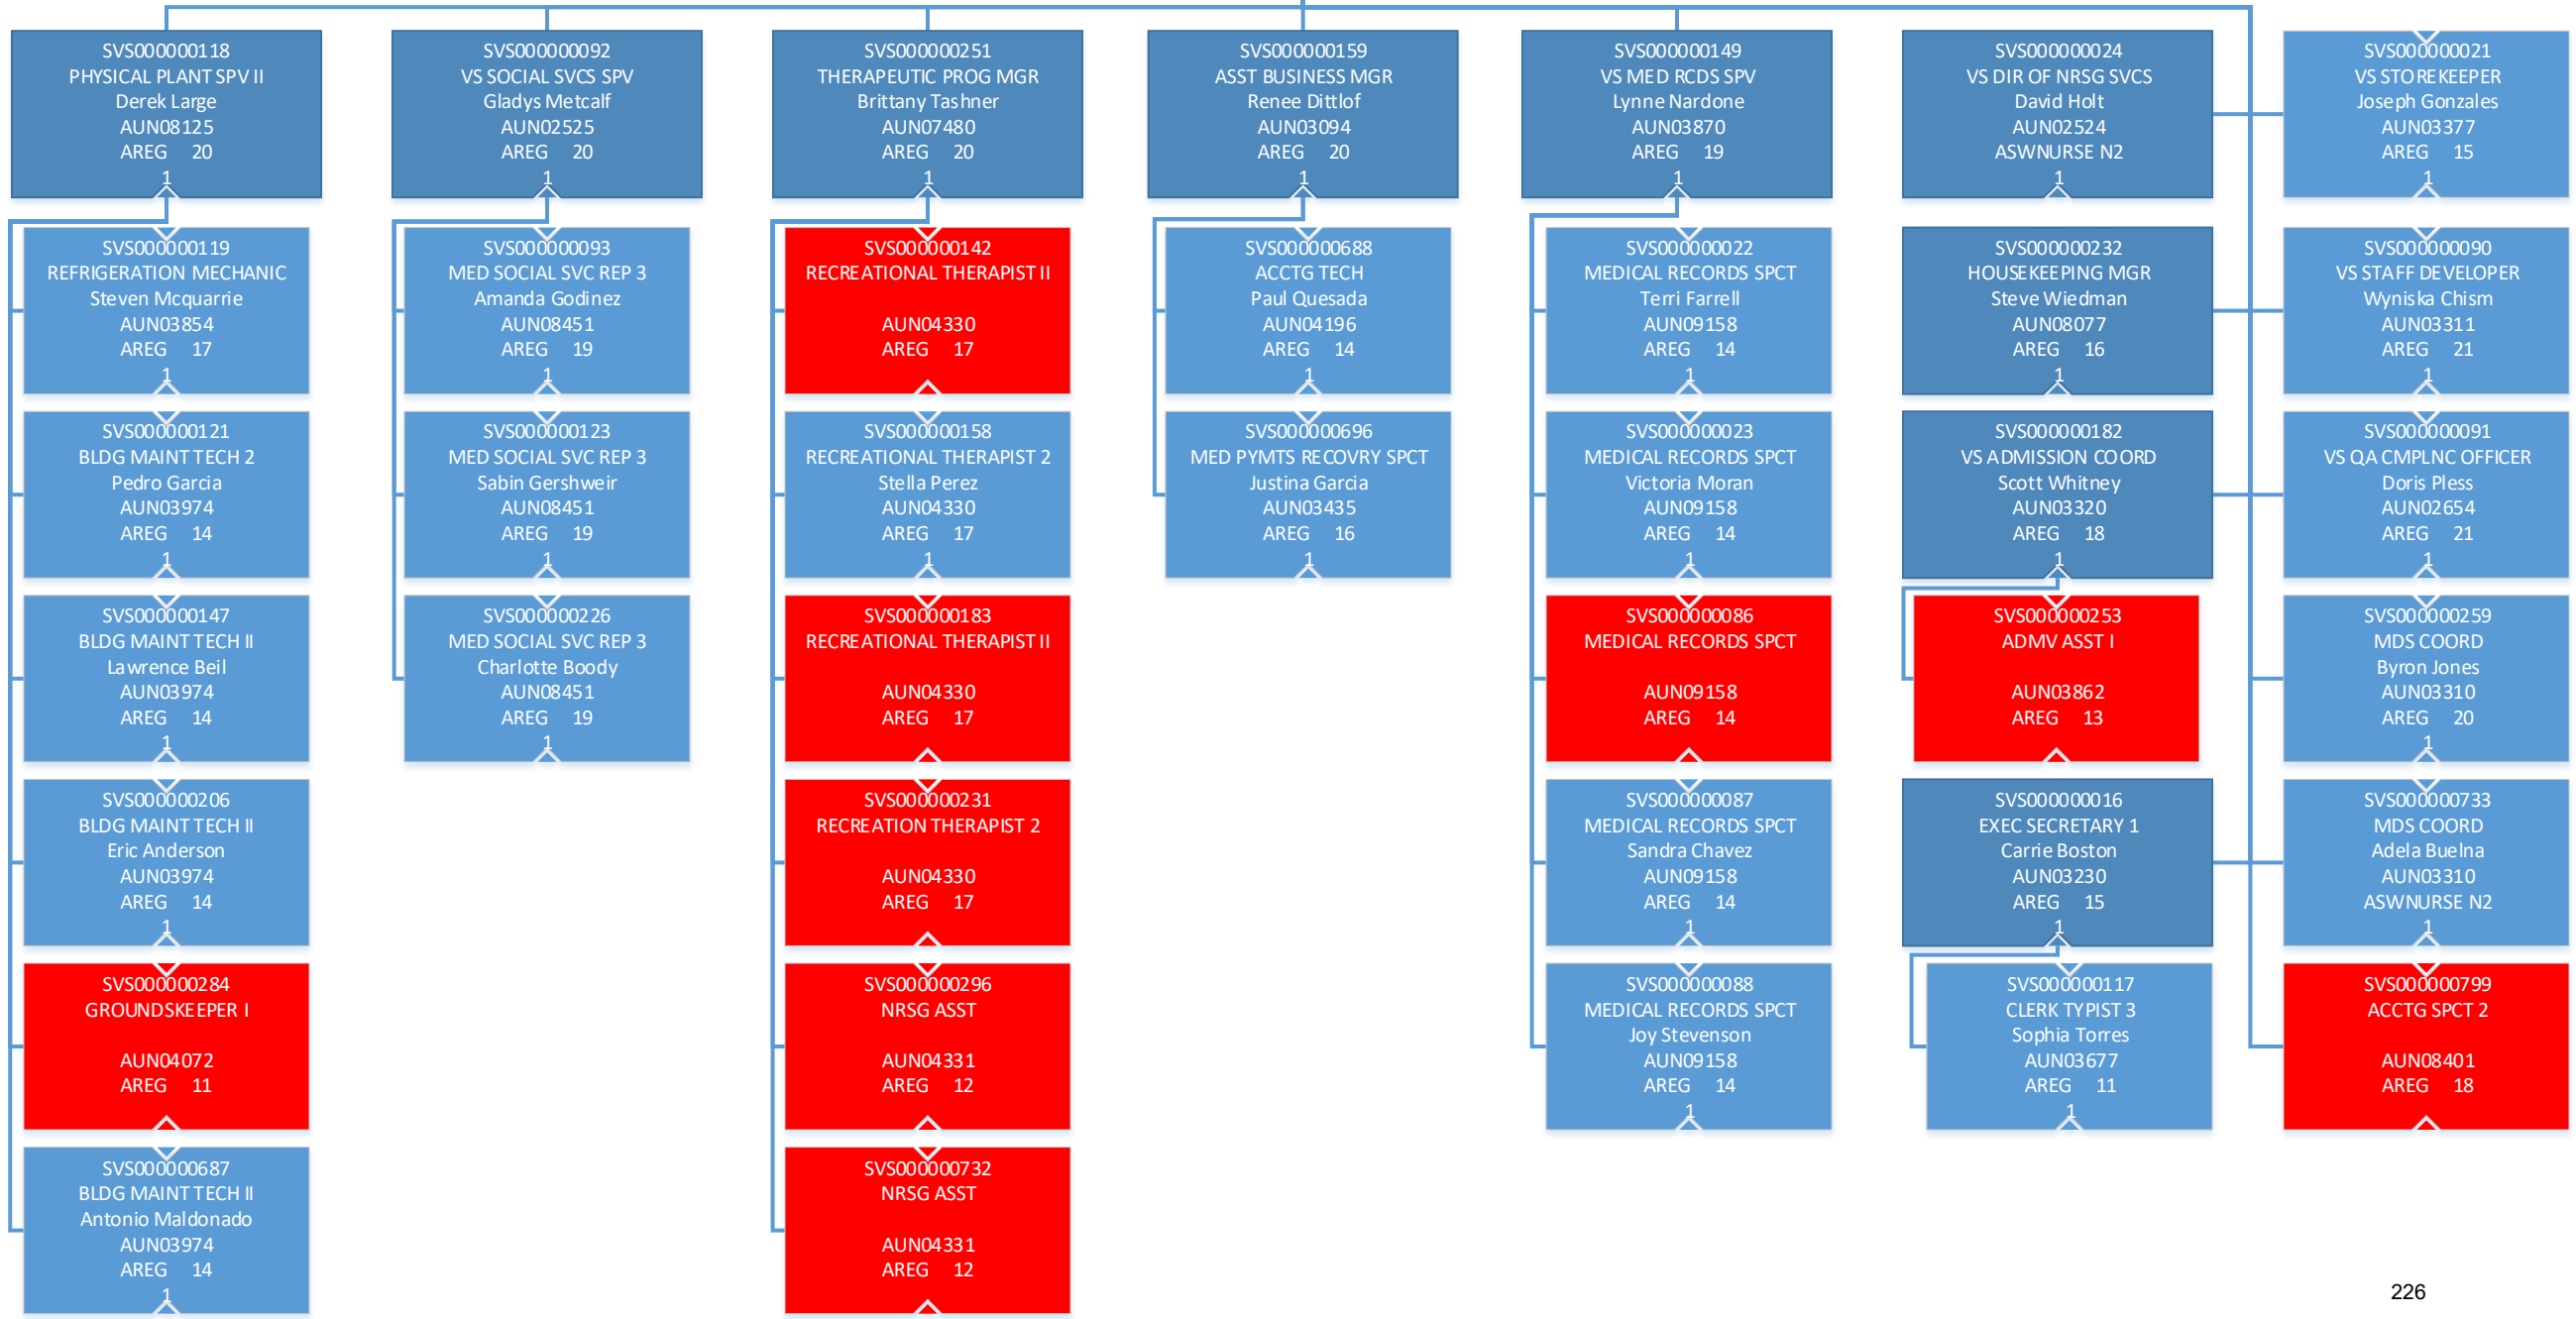 SVS000000118
PHYSICAL PLANT SPV II
Derek Large
AUN08125
AREG 20
1
SVS000000119
REFRIGERATION MECHANIC
Steven Mcquarrie
AUN03854
AREG 17
1
SVS000000121
BLDG MAINT TECH 2
Pedro Garcia
AUN03974
AREG 14
1
SVS000000147
BLDG MAINT TECH II
Lawrence Beil
AUN03974
AREG 14
1
SVS000000206
BLDG MAINT TECH II
Eric Anderson
AUN03974
AREG 14
1
SVS000000284
GROUNDSKEEPER I
AUN04072
AREG 11
SVS000000687
BLDG MAINT TECH II
Antonio Maldonado
AUN03974
AREG 14
1
SVS000000092
VS SOCIAL SVCS SPV
Gladys Metcalf
AUN02525
AREG 20
1
SVS000000093
MED SOCIAL SVC REP 3
Amanda Godinez
AUN08451
AREG 19
1
SVS000000123
MED SOCIAL SVC REP 3
Sabin Gershweir
AUN08451
AREG 19
1
SVS000000226
MED SOCIAL SVC REP 3
Charlotte Boody
AUN08451
AREG 19
1
SVS000000251
THERAPEUTIC PROG MGR
Brittany Tashner
AUN07480
AREG 20
1
SVS000000142
RECREATIONAL THERAPIST II
AUN04330
AREG 17
SVS000000158
RECREATIONAL THERAPIST 2
Stella Perez
AUN04330
AREG 17
1
SVS000000183
RECREATIONAL THERAPIST II
AUN04330
AREG 17
SVS000000231
RECREATION THERAPIST 2
AUN04330
AREG 17
SVS000000296
NRSG ASST
AUN04331
AREG 12
SVS000000732
NRSG ASST
AUN04331
AREG 12
SVS000000159
ASST BUSINESS MGR
Renee Dittlof
AUN03094
AREG 20
1
SVS000000688
ACCTG TECH
Paul Quesada
AUN04196
AREG 14
1
SVS000000696
MED PYMTS RECOVRY SPCT
Justina Garcia
AUN03435
AREG 16
1
SVS000000149
VS MED RCDS SPV
Lynne Nardone
AUN03870
AREG 19
1
SVS000000022
MEDICAL RECORDS SPCT
Terri Farrell
AUN09158
AREG 14
1
SVS000000023
MEDICAL RECORDS SPCT
Victoria Moran
AUN09158
AREG 14
1
SVS000000086
MEDICAL RECORDS SPCT
AUN09158
AREG 14
SVS000000087
MEDICAL RECORDS SPCT
Sandra Chavez
AUN09158
AREG 14
1
SVS000000088
MEDICAL RECORDS SPCT
Joy Stevenson
AUN09158
AREG 14
1
SVS000000024
VS DIR OF NRSG SVCS
David Holt
AUN02524
ASWNURSE N2
1
SVS000000232
HOUSEKEEPING MGR
Steve Wiedman
AUN08077
AREG 16
1
SVS000000182
VS ADMISSION COORD
Scott Whitney
AUN03320
AREG 18
1
SVS000000253
ADMV ASST I
AUN03862
AREG 13
SVS000000016
EXEC SECRETARY 1
Carrie Boston
AUN03230
AREG 15
1
SVS000000117
CLERK TYPIST 3
Sophia Torres
AUN03677
AREG 11
1
SVS000000021
VS STOREKEEPER
Joseph Gonzales
AUN03377
AREG 15
1
SVS000000090
VS STAFF DEVELOPER
Wyniska Chism
AUN03311
AREG 21
1
SVS000000091
VS QA CMPLNC OFFICER
Doris Pless
AUN02654
AREG 21
1
SVS000000259
MDS COORD
Byron Jones
AUN03310
AREG 20
1
SVS000000733
MDS COORD
Adela Buelna
AUN03310
ASWNURSE N2
1
SVS000000799
ACCTG SPCT 2
AUN08401
AREG 18
226